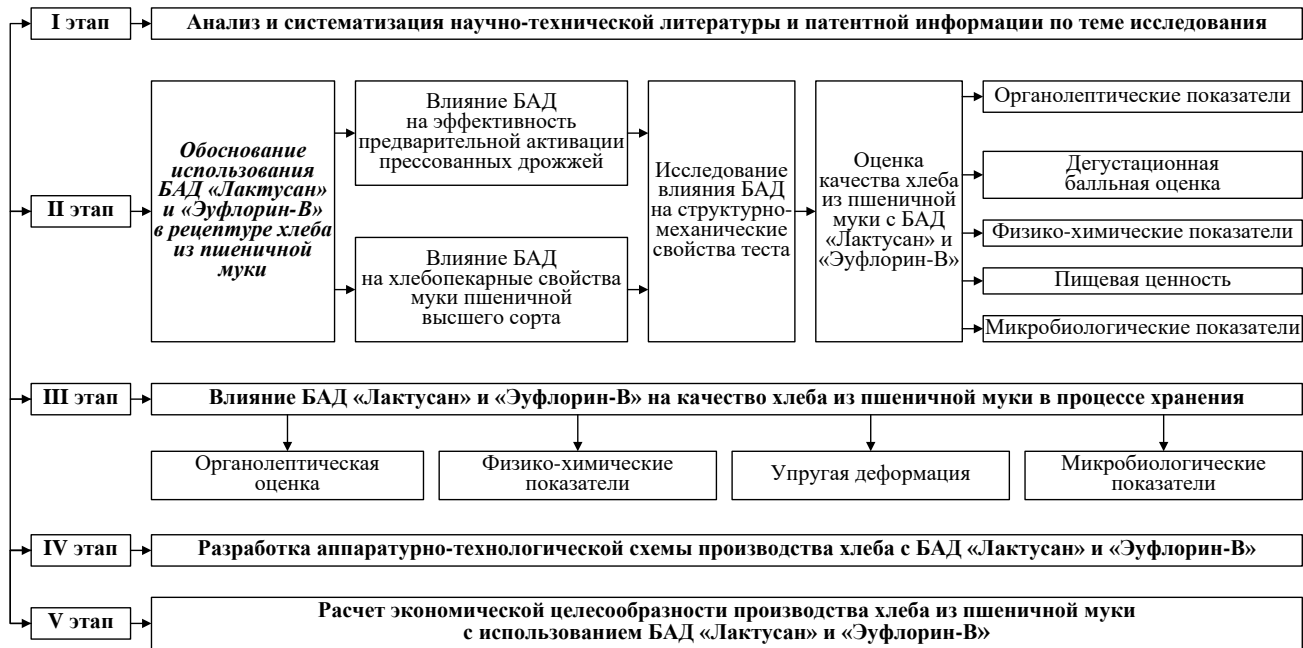 I этап
Анализ и систематизация научно-технической литературы и патентной информации по теме исследования
II этап
Обоснование
использования
БАД «Лактусан»
и «Эуфлорин-В»
в рецептуре хлеба
из пшеничной
муки
Влияние БАД
на эффективность
предварительной активации
прессованных дрожжей
Влияние БАД
на хлебопекарные свойства
муки пшеничной
высшего сорта
Исследование
влияния БАД
на структурно-
механические
свойства теста
Оценка
качества хлеба
из пшеничной
муки с БАД
«Лактусан» и
«Эуфлорин-В»
Органолептические показатели
Дегустационная
балльная оценка
Физико-химические показатели
Пищевая ценность
Микробиологические показатели
III этап
Влияние БАД «Лактусан» и «Эуфлорин-В» на качество хлеба из пшеничной муки в процессе хранения
Органолептическая
оценка
Физико-химические
показатели
Упругая деформация
Микробиологические
показатели
IV этап
Разработка аппаратурно-технологической схемы производства хлеба с БАД «Лактусан» и «Эуфлорин-В»
V этап
Расчет экономической целесообразности производства хлеба из пшеничной муки
с использованием БАД «Лактусан» и «Эуфлорин-В»